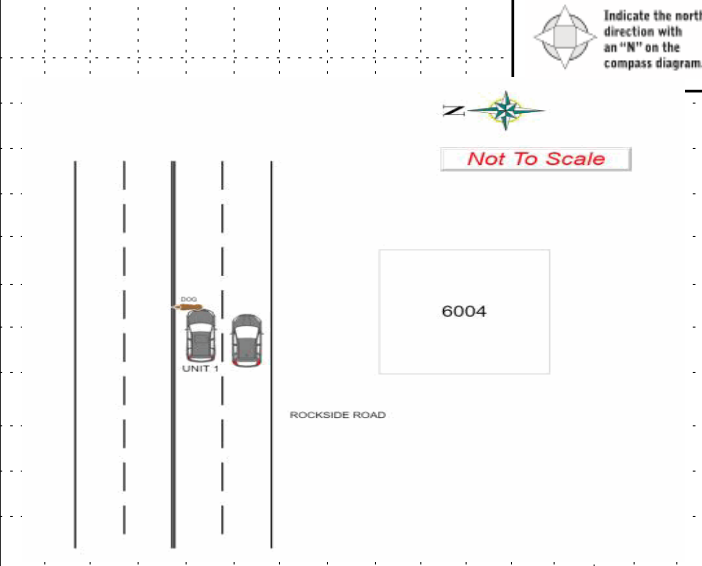 Indicate the north
direction with
an “N” on the
compass diagram.
N
Not To Scale
6004
DOG
UNIT 1
ROCKSIDE ROAD